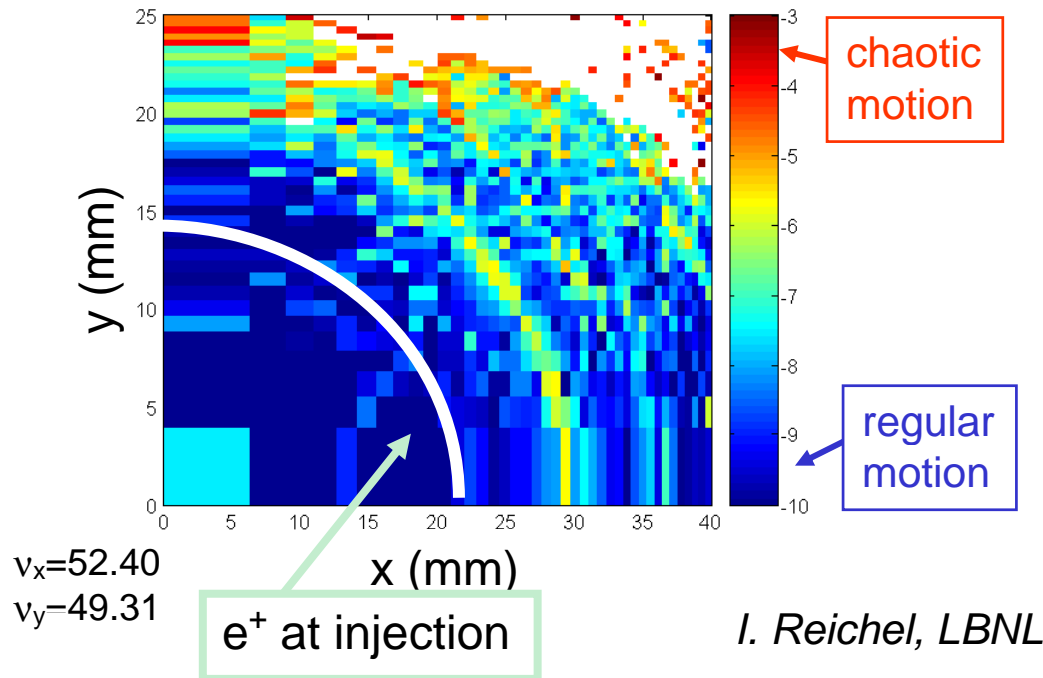 25
20
15
10
5
0
y (mm)
0 5 10 15 20 25 30 35 40
x (mm)
-3
-4
-5
-6
-7
-8
-9
-10
chaotic
motion
regular
motion
νx=52.40
νy=49.31
e+ at injection
I. Reichel, LBNL